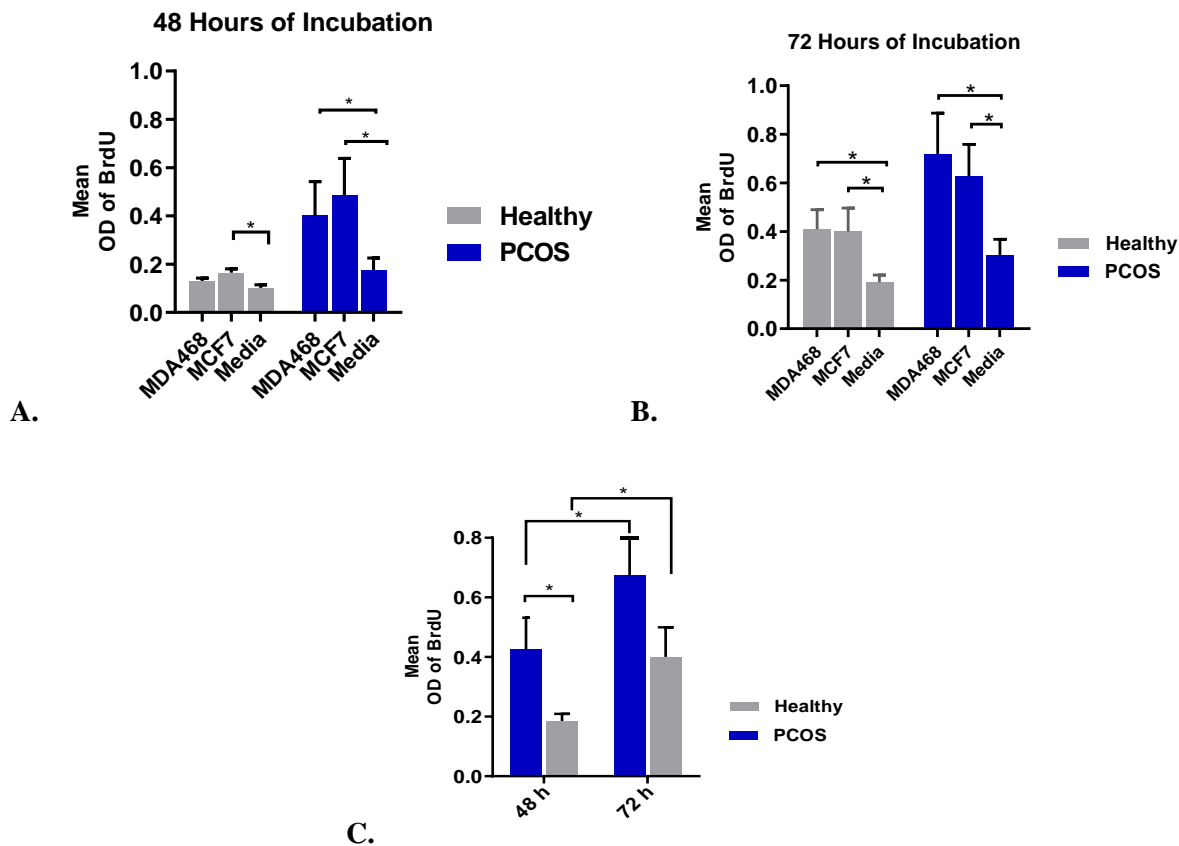 48 Hours of Incubation
1.0
0.8
0.6
0.4
0.2
0.0
Mean
OD of BrdU
*
*
*
MDA468
MCF7
Media
MDA468
MCF7
Media
Healthy
PCOS
A.
72 Hours of Incubation
1.0
0.8
0.6
0.4
0.2
0.0
Mean
OD of BrdU
*
*
*
*
MDA468
MCF7
Media
MDA468
MCF7
Media
Healthy
PCOS
B.
0.8
0.6
0.4
0.2
0.0
Mean
OD of BrdU
*
*
*
48 h
72 h
Healthy
PCOS
C.